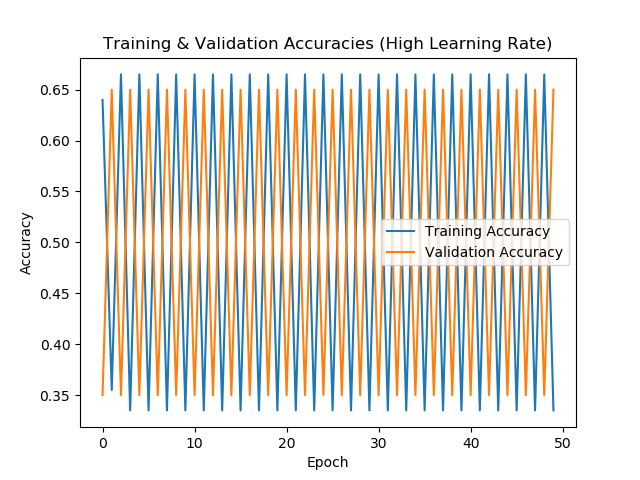 Training & Validation Accuracies (High Learning Rate)
Accuracy
0.65
0.60
0.55
0.50
0.45
0.40
0.35
Training Accuracy
Validation Accuracy
0
10
20
30
40
50
Epoch